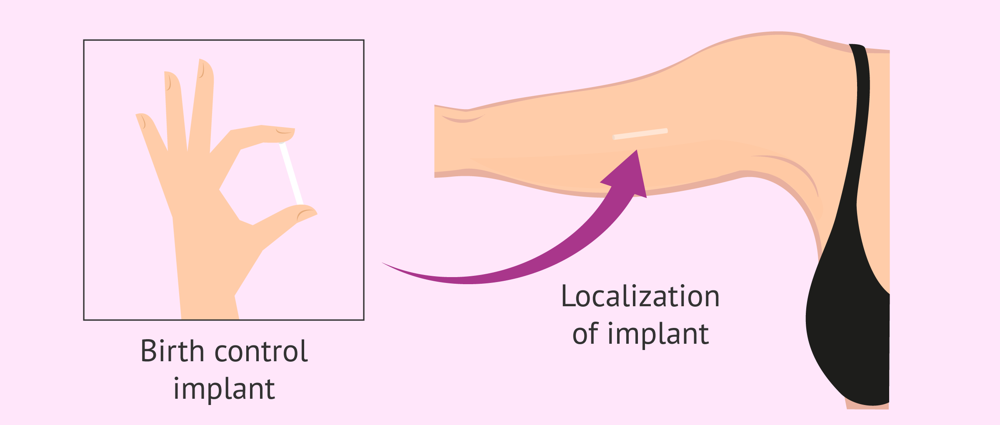 Birth control
implant
Localization
of implant